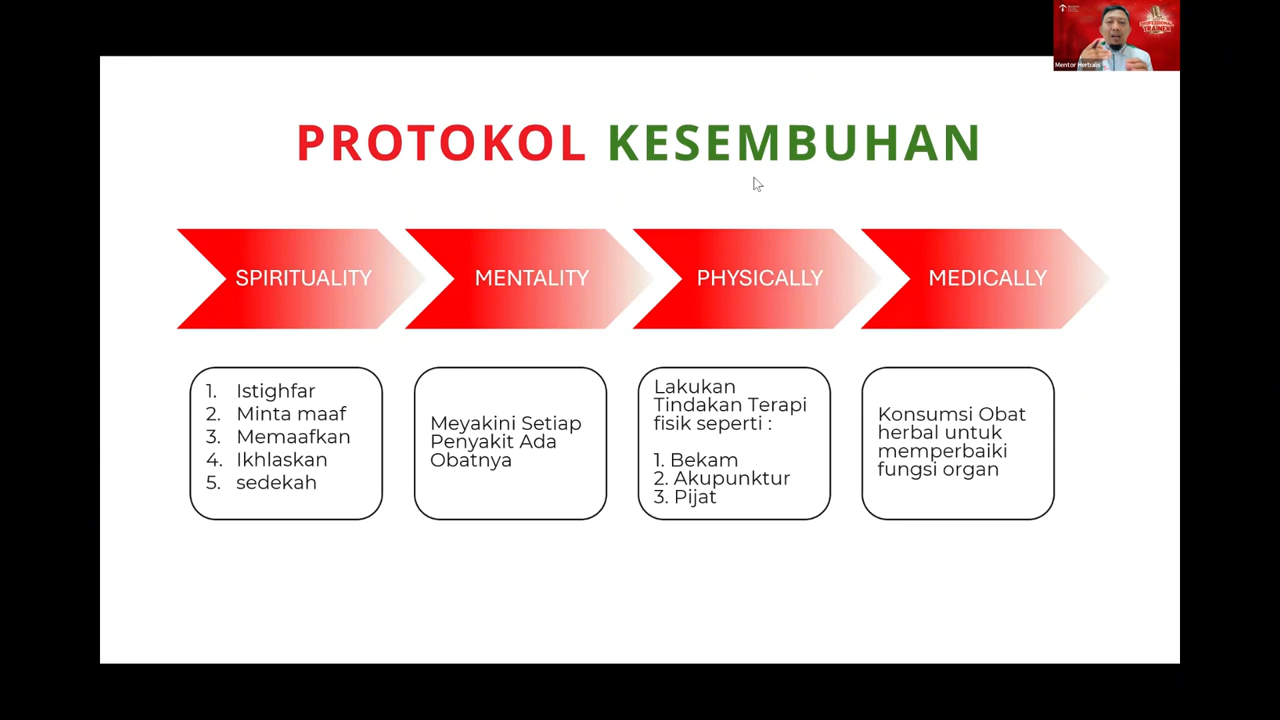 PROFESSIONAL
TRAINER
Mentor Herbalis
PROTOKOL KESEMBUHAN
SPIRITUALITY
MENTALITY
PHYSICALLY
MEDICALLY
1. Istighfar
2. Minta maaf
3. Memaafkan
4. Ikhlaskan
5. sedekah
Meyakini Setiap
Penyakit Ada
Obatnya
Lakukan
Tindakan Terapi
fisik seperti :
1. Bekam
2. Akupunktur
3. Pijat
Konsumsi Obat
herbal untuk
memperbaiki
fungsi organ